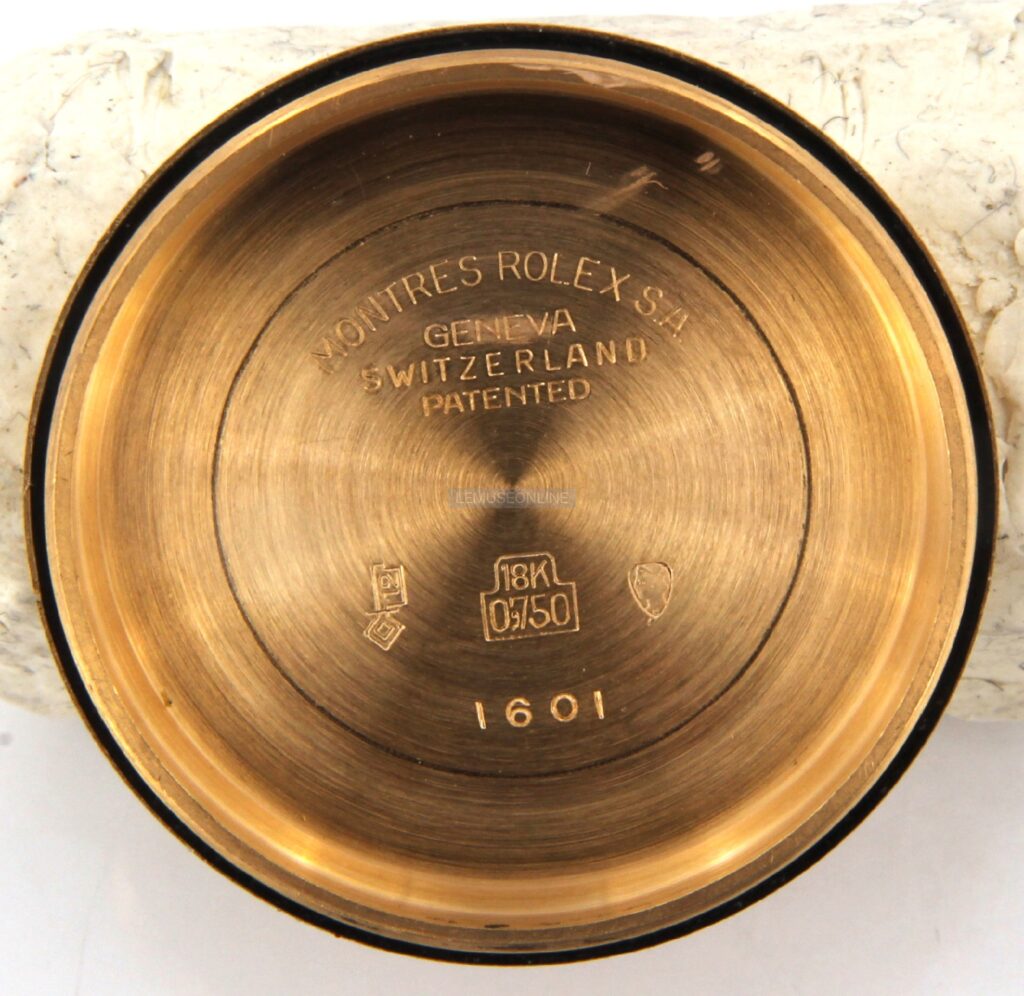 MONTRES ROLEX S.A
GENEVA
SWITZERLAND
PATENTED
LEMUSEONLINE
18K
0,750
1601